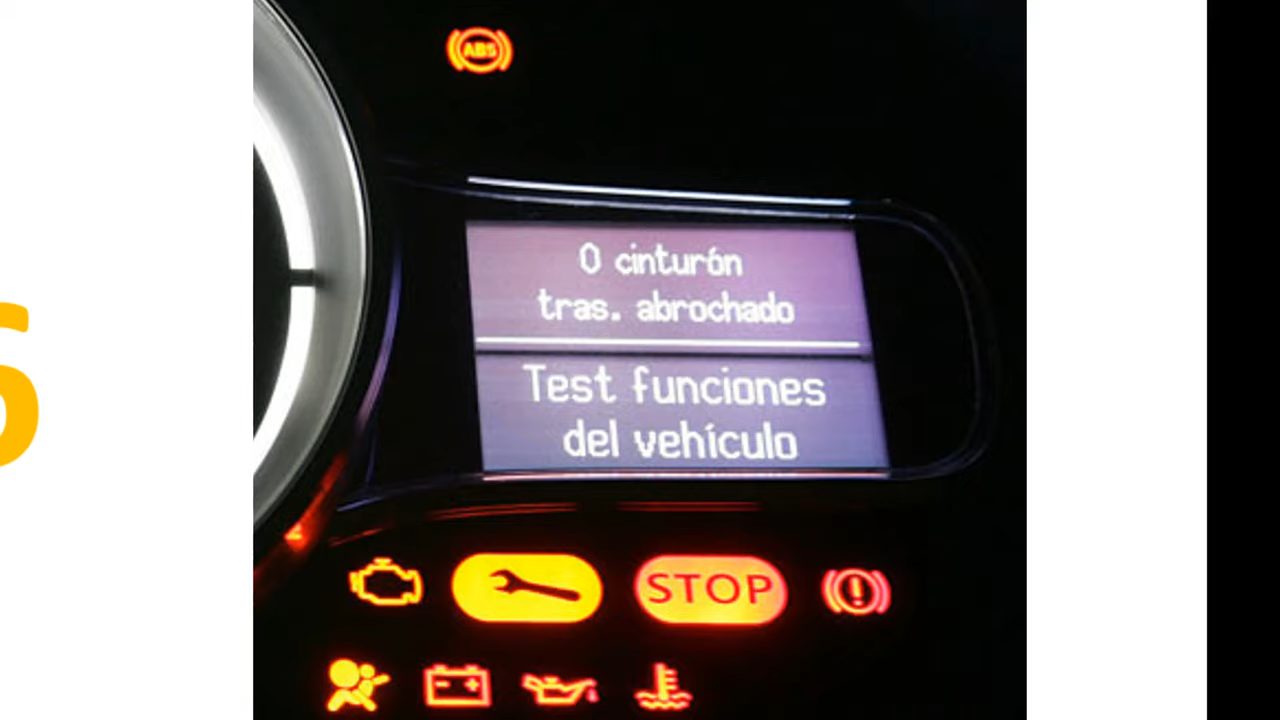 ABS
0 cinturón
tras. abrochado
Test funciones
del vehículo
STOP